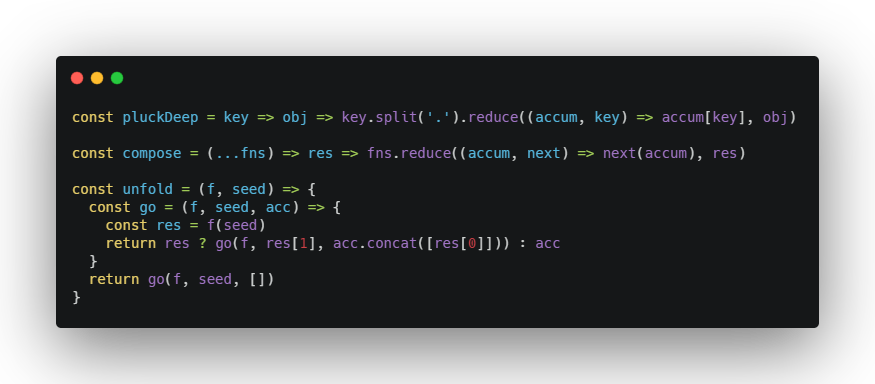 const pluckDeep = key => obj => key.split('.').reduce((accum, key) => accum[key], obj)
const compose = (...fns) => res => fns.reduce((accum, next) => next(accum), res)
const unfold = (f, seed) => {
const go = (f, seed, acc) => {
const res = f(seed)
return res ? go(f, res[1], acc.concat([res[0]])) : acc
}
return go(f, seed, [])
}